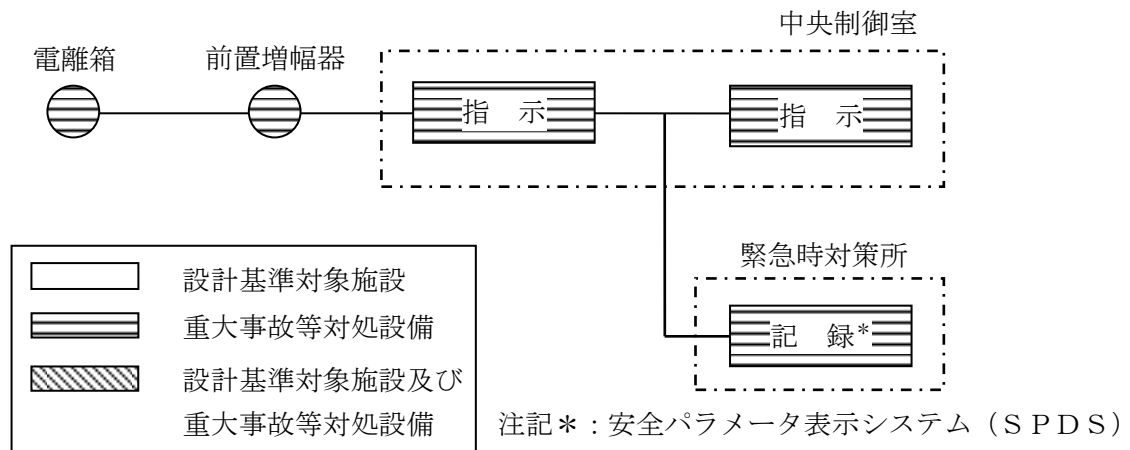 中央制御室
電離箱
前置増幅器
指　示
指　示
緊急時対策所
記　録*
設計基準対象施設
重大事故等対処設備
設計基準対象施設及び
重大事故等対処設備
注記＊：安全パラメータ表示システム（ＳＰＤＳ）